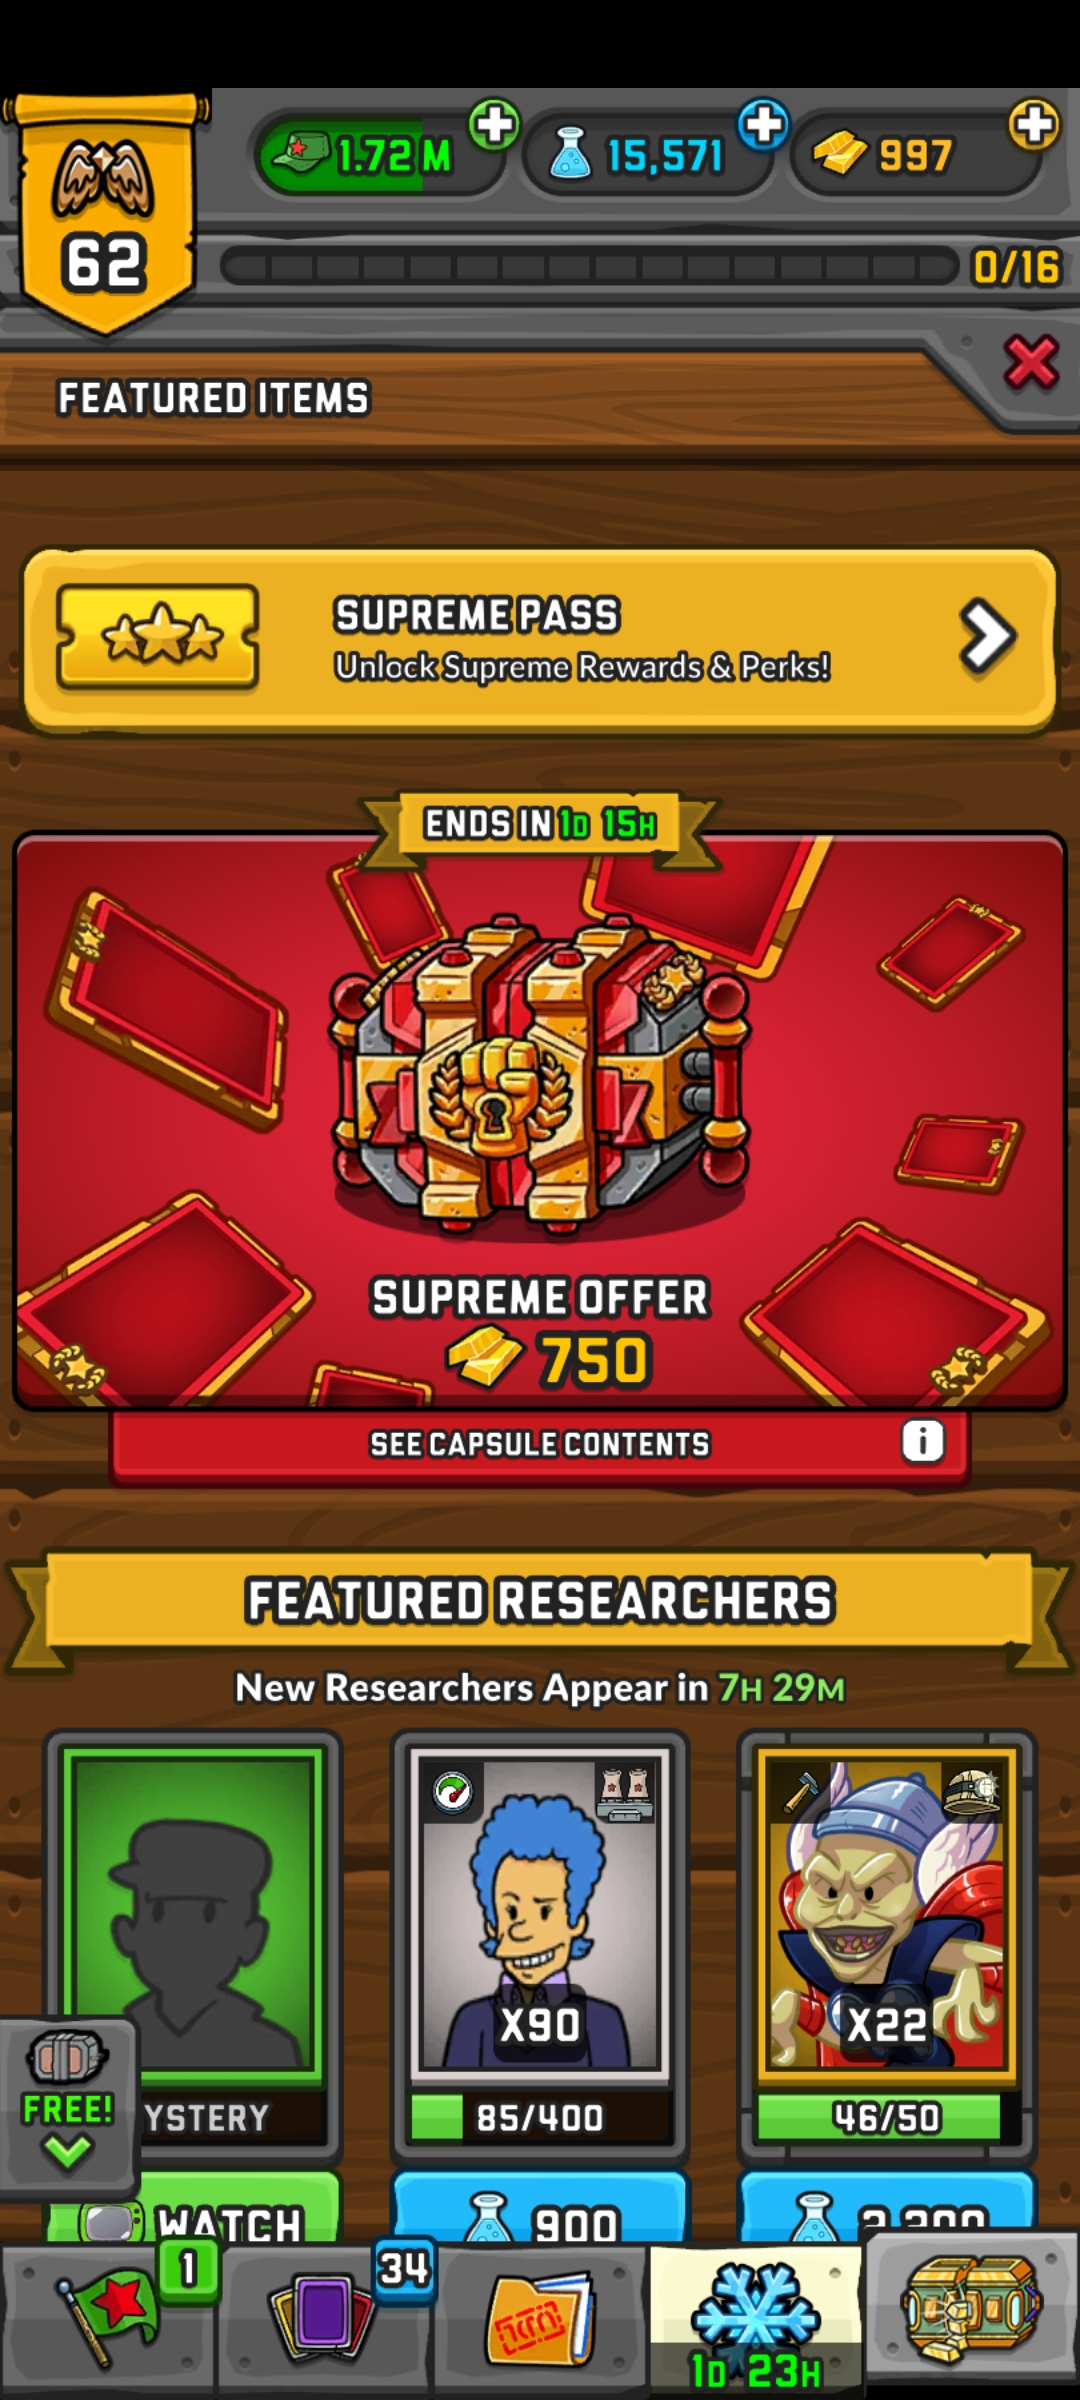 1.72 M
15,571
997
62
0/16
FEATURED ITEMS
SUPREME PASS
Unlock Supreme Rewards & Perks!
ENDS IN 1D 15H
SUPREME OFFER
750
SEE CAPSULE CONTENTS
i
FEATURED RESEARCHERS
New Researchers Appear in 7H 29M
X90
X22
FREE!
YSTERY
85/400
46/50
WATCH
900
1
34
1D 23H